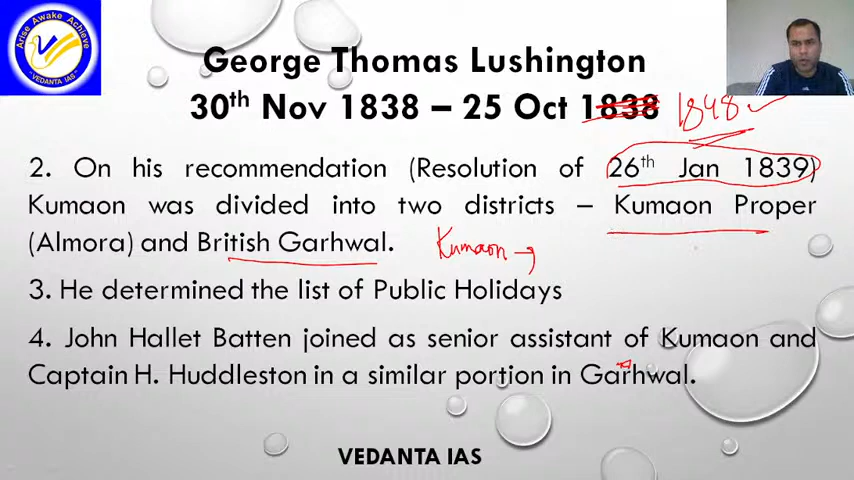 Arise Awake Achieve
-VEDANTA IAS-
George Thomas Lushington
30th Nov 1838 – 25 Oct 1838 1848
2. On his recommendation (Resolution of 26th Jan 1839)
Kumaon was divided into two districts – Kumaon Proper
(Almora) and British Garhwal. Kumaon →
3. He determined the list of Public Holidays
4. John Hallet Batten joined as senior assistant of Kumaon and
Captain H. Huddleston in a similar portion in Garhwal.
VEDANTA IAS